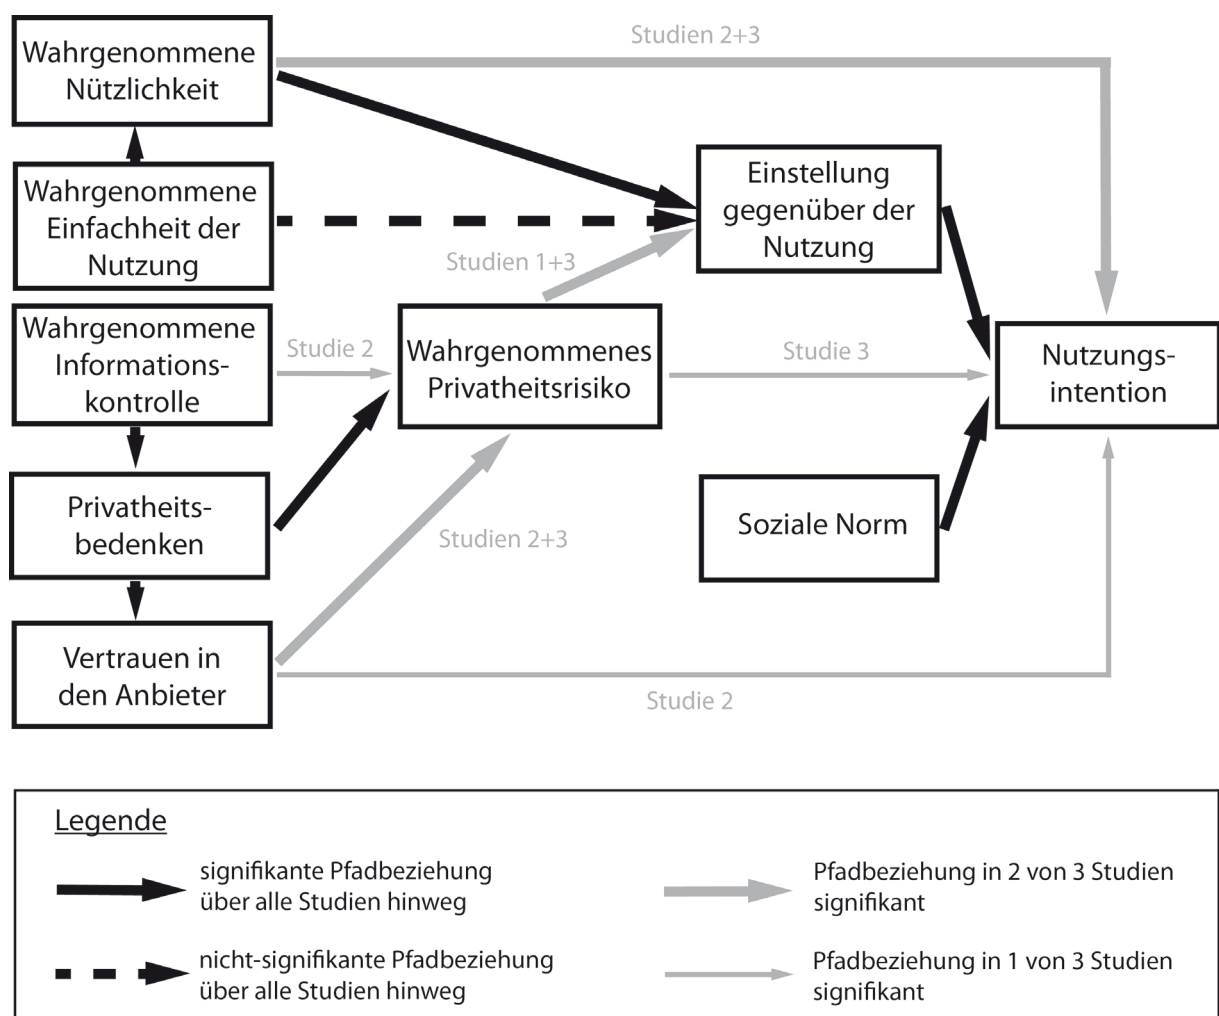 Studien 2+3
Wahrgenommene
Nützlichkeit
Wahrgenommene
Einfachheit der
Nutzung
Einstellung
gegenüber der
Nutzung
Studien 1+3
Wahrgenommene
Informations-
kontrolle
Studie 2
Wahrgenommenes
Privatheitsrisiko
Studie 3
Nutzungs-
intention
Privatheits-
bedenken
Studien 2+3
Soziale Norm
Vertrauen in
den Anbieter
Studie 2
Legende
signifikante Pfadbeziehung
über alle Studien hinweg
Pfadbeziehung in 2 von 3 Studien
signifikant
nicht-signifikante Pfadbeziehung
über alle Studien hinweg
Pfadbeziehung in 1 von 3 Studien
signifikant